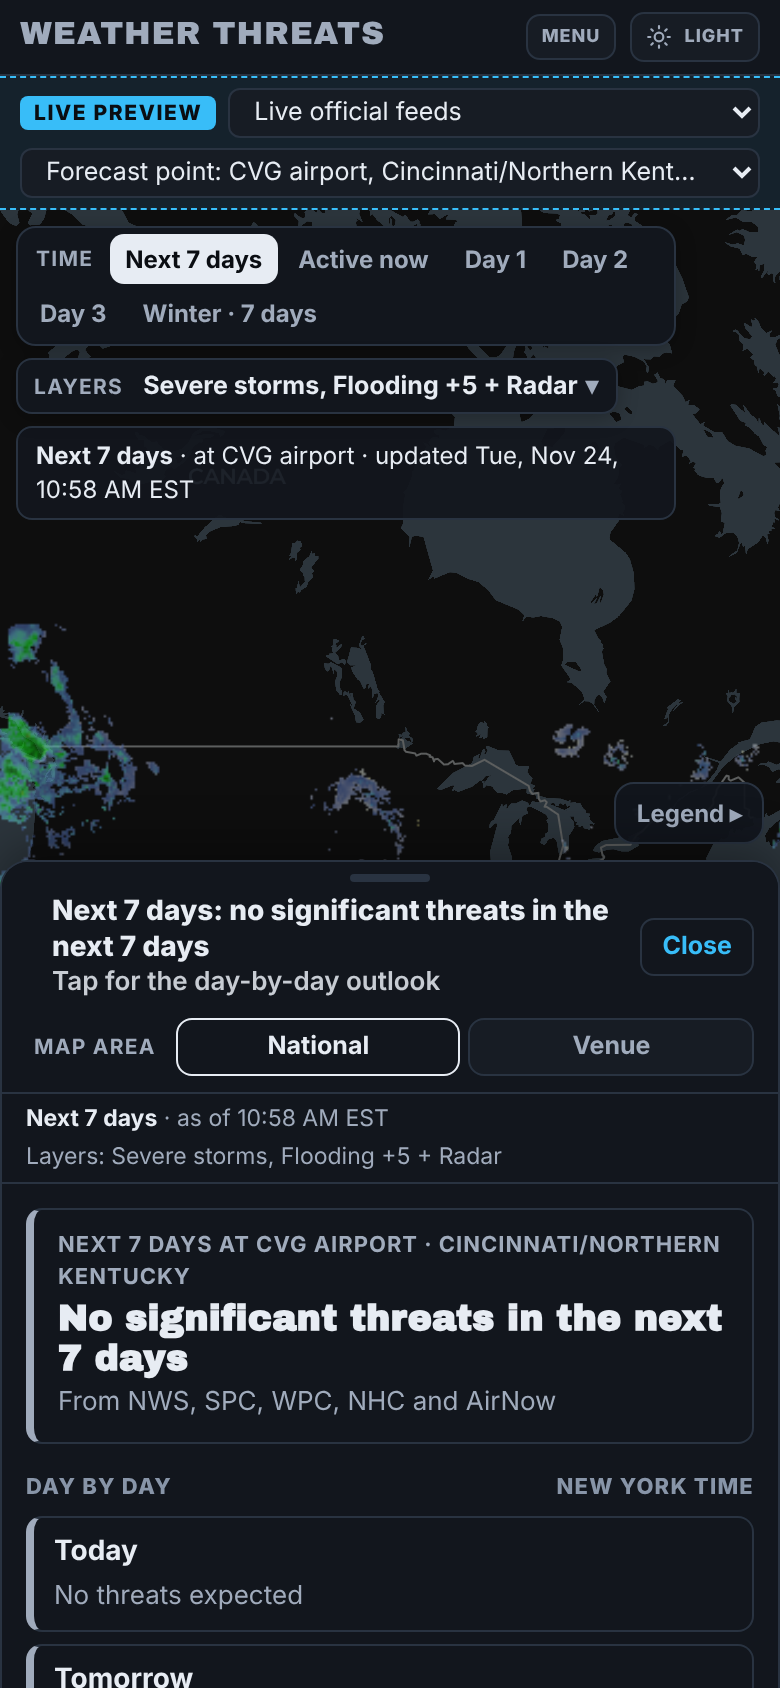 WEATHER THREATS
MENU
LIGHT
LIVE PREVIEW
Live official feeds
Forecast point: CVG airport, Cincinnati/Northern Kent...
TIME
Next 7 days
Active now
Day 1
Day 2
Day 3
Winter · 7 days
LAYERS
Severe storms, Flooding +5 + Radar ▾
Next 7 days · at CVG airport · updated Tue, Nov 24,
10:58 AM EST
CANADA
Legend ▸
Next 7 days: no significant threats in the
next 7 days
Tap for the day-by-day outlook
Close
MAP AREA
National
Venue
Next 7 days · as of 10:58 AM EST
Layers: Severe storms, Flooding +5 + Radar
NEXT 7 DAYS AT CVG AIRPORT · CINCINNATI/NORTHERN
KENTUCKY
No significant threats in the next
7 days
From NWS, SPC, WPC, NHC and AirNow
DAY BY DAY
NEW YORK TIME
Today
No threats expected
Tomorrow